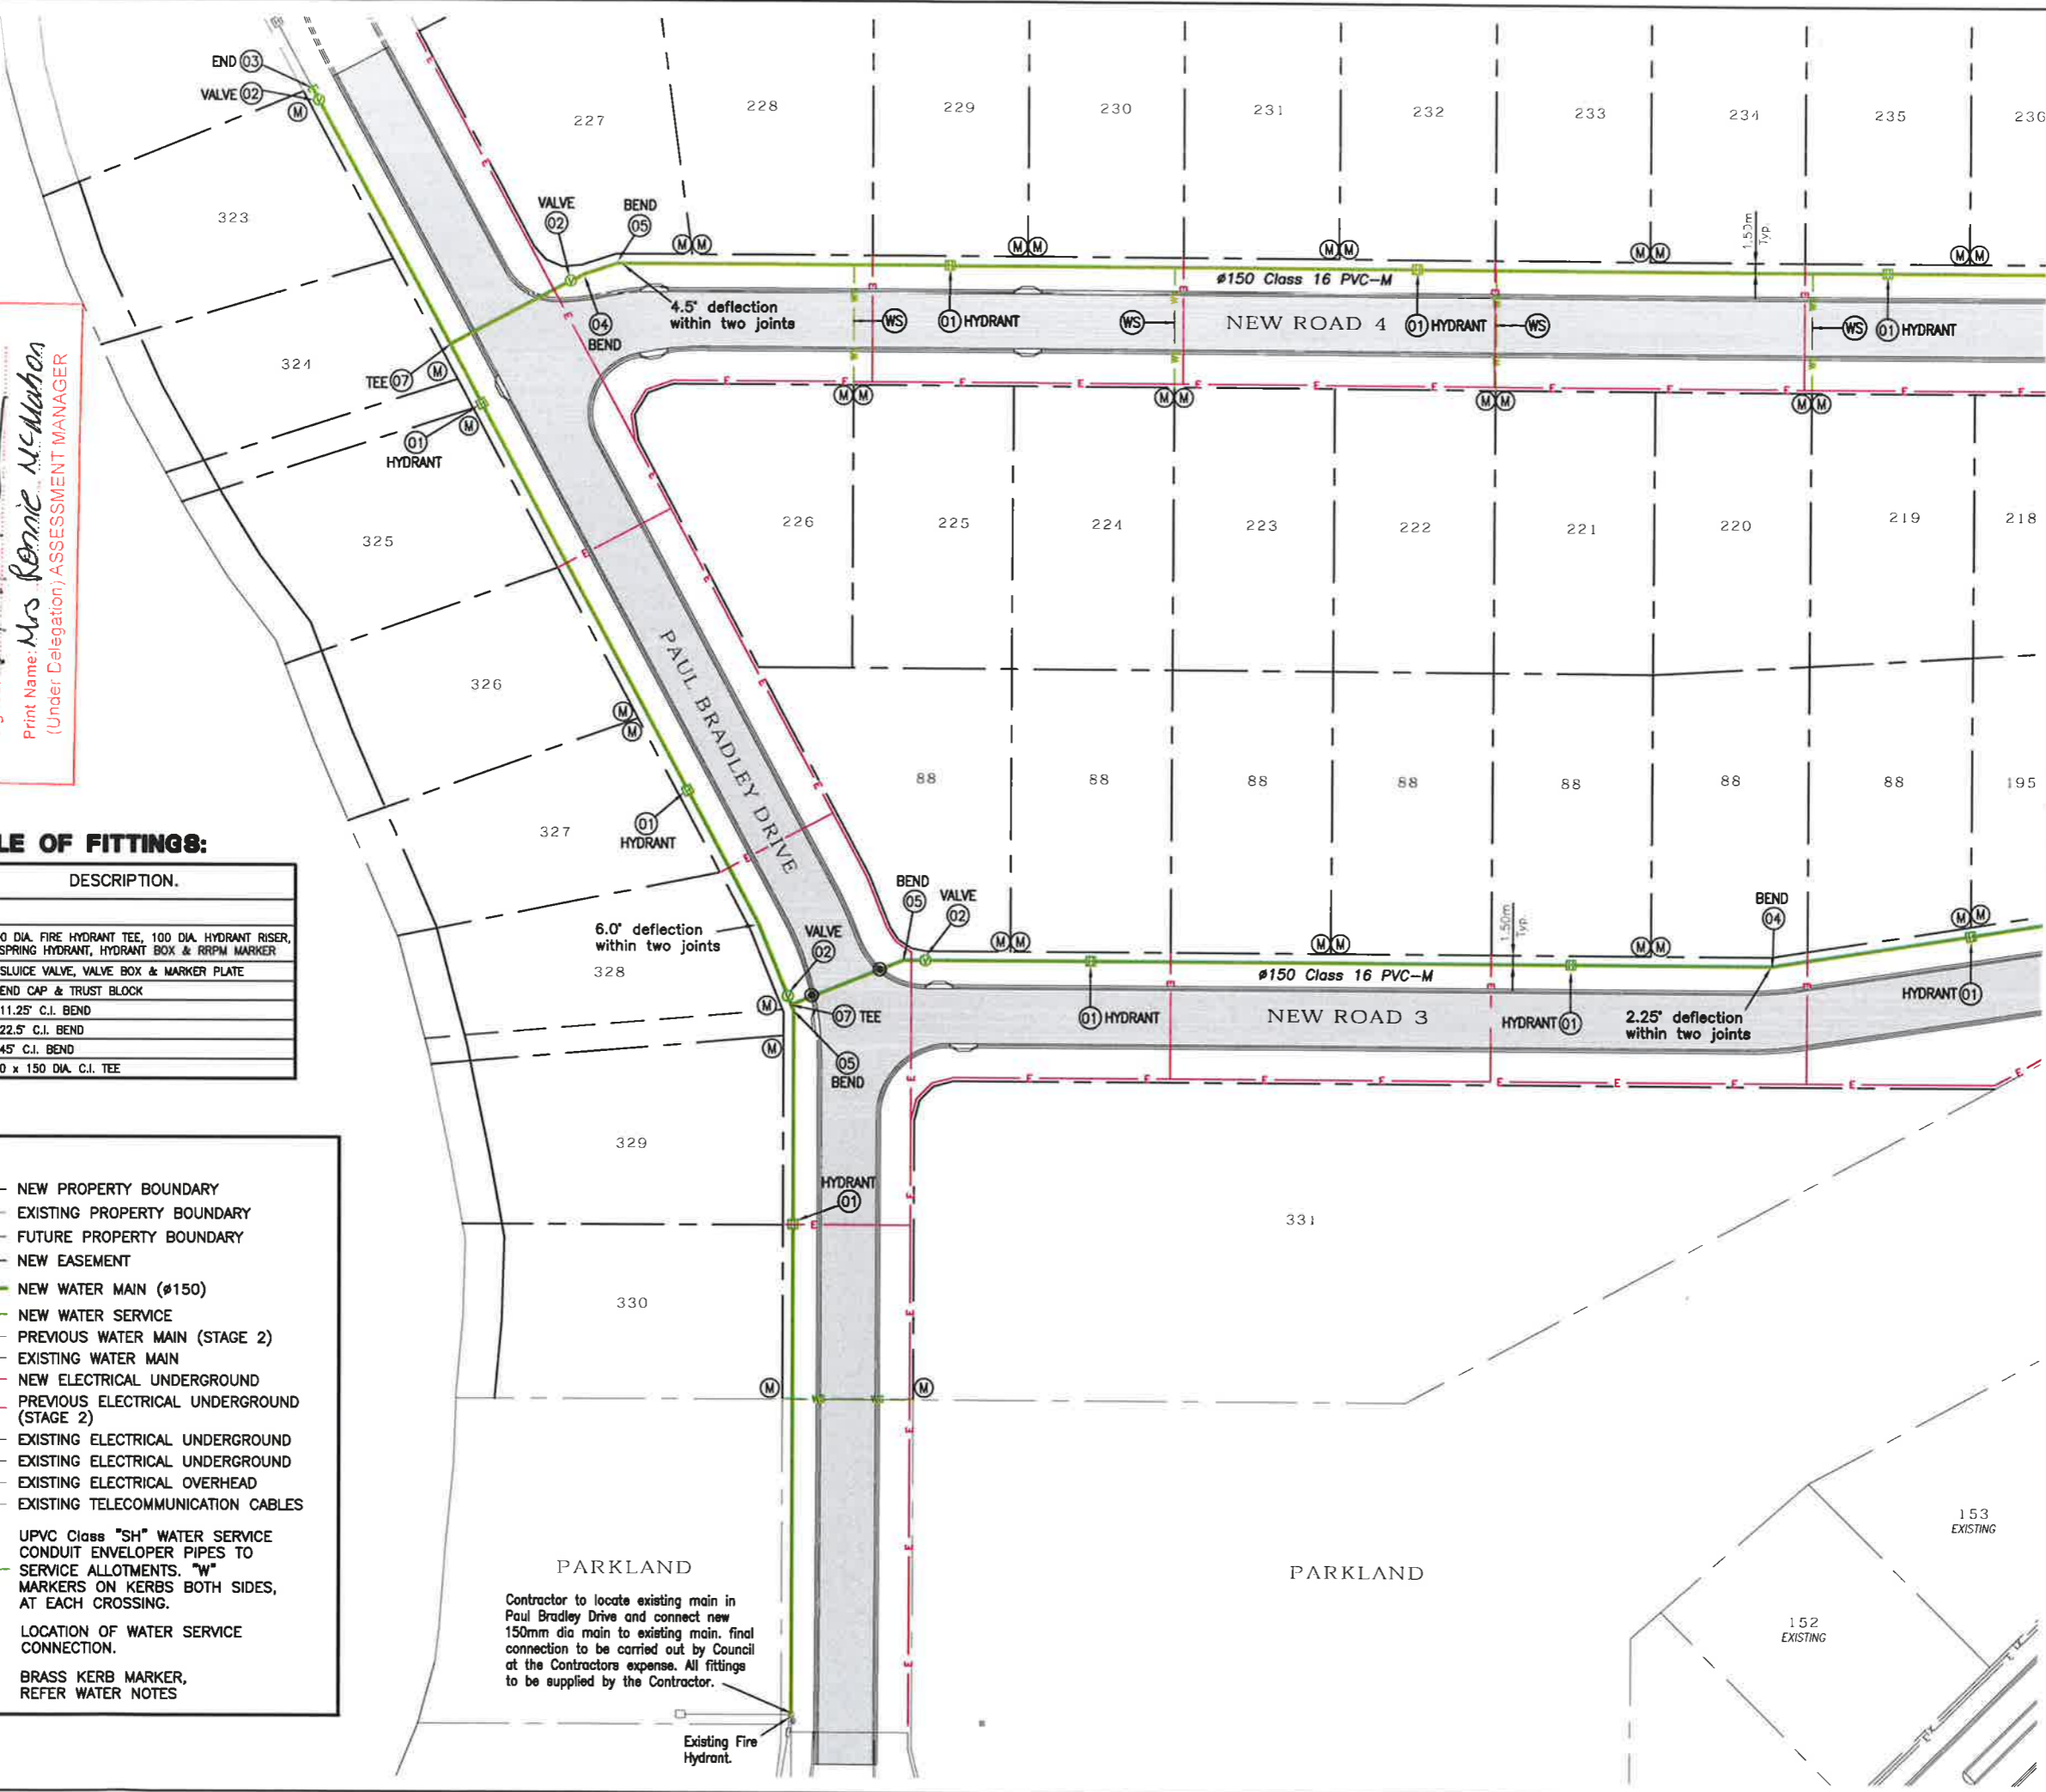 END 03
VALVE 02
M
227
228
229
230
231
232
233
234
235
236
323
VALVE
02
BEND
05
M M
M M
M M
M M
M M
1.50m
Typ.
ø150 Class 16 PVC-M
4.5° deflection
within two joints
04
BEND
WS
01 HYDRANT
WS
NEW ROAD 4
01 HYDRANT
WS
WS
01 HYDRANT
324
TEE 07
M
M
01
HYDRANT
M M
M M
M M
M M
Print Name: Mrs Ronnie McMahon
(Under Delegation) ASSESSMENT MANAGER
325
226
225
224
223
222
221
220
219
218
326
M
M
PAUL BRADLEY DRIVE
88
88
88
88
88
88
88
195
327
01
HYDRANT
LE OF FITTINGS:
DESCRIPTION.
0 DIA. FIRE HYDRANT TEE, 100 DIA. HYDRANT RISER,
SPRING HYDRANT, HYDRANT BOX & RRPM MARKER
SLUICE VALVE, VALVE BOX & MARKER PLATE
END CAP & TRUST BLOCK
11.25° C.I. BEND
22.5° C.I. BEND
45° C.I. BEND
0 x 150 DIA. C.I. TEE
6.0° deflection
within two joints
328
VALVE
02
BEND
05
VALVE
02
M M
M M
M M
1.50m
Typ.
BEND
04
M M
ø150 Class 16 PVC-M
M
07 TEE
01 HYDRANT
NEW ROAD 3
HYDRANT 01
2.25° deflection
within two joints
HYDRANT 01
M
05
BEND
329
HYDRANT
01
331
330
M
M
NEW PROPERTY BOUNDARY
EXISTING PROPERTY BOUNDARY
FUTURE PROPERTY BOUNDARY
NEW EASEMENT
NEW WATER MAIN (ø150)
NEW WATER SERVICE
PREVIOUS WATER MAIN (STAGE 2)
EXISTING WATER MAIN
NEW ELECTRICAL UNDERGROUND
PREVIOUS ELECTRICAL UNDERGROUND
(STAGE 2)
EXISTING ELECTRICAL UNDERGROUND
EXISTING ELECTRICAL UNDERGROUND
EXISTING ELECTRICAL OVERHEAD
EXISTING TELECOMMUNICATION CABLES
UPVC Class "SH" WATER SERVICE
CONDUIT ENVELOPER PIPES TO
SERVICE ALLOTMENTS. "W"
MARKERS ON KERBS BOTH SIDES,
AT EACH CROSSING.
LOCATION OF WATER SERVICE
CONNECTION.
BRASS KERB MARKER,
REFER WATER NOTES
PARKLAND
Contractor to locate existing main in
Paul Bradley Drive and connect new
150mm dia main to existing main. final
connection to be carried out by Council
at the Contractors expense. All fittings
to be supplied by the Contractor.
Existing Fire
Hydrant.
PARKLAND
153
EXISTING
152
EXISTING